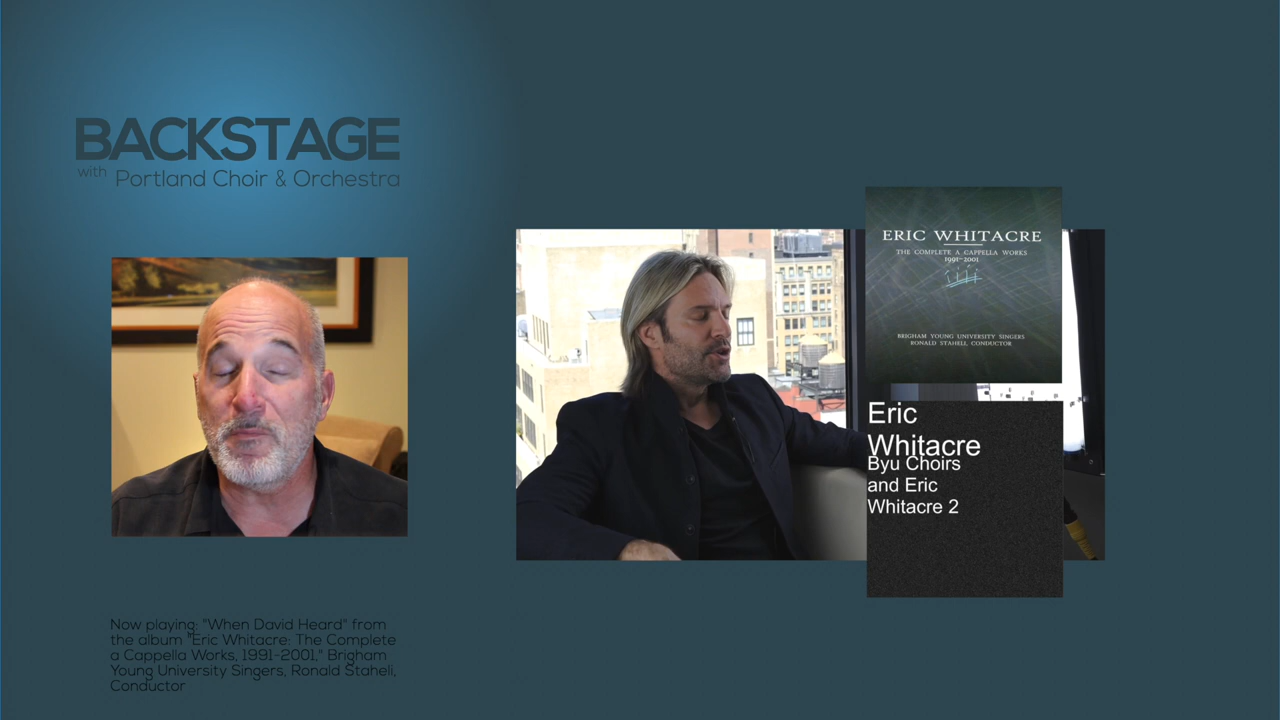 BACKSTAGE
with Portland Choir & Orchestra
ERIC WHITACRE
THE COMPLETE A CAPPELLA WORKS
1991-2001
BRIGHAM YOUNG UNIVERSITY SINGERS
RONALD STAHELI, CONDUCTOR
Eric
Whitacre
Byu Choirs
and Eric
Whitacre 2
Now playing: "When David Heard" from
the album "Eric Whitacre: The Complete
a Cappella Works, 1991-2001," Brigham
Young University Singers, Ronald Staheli,
Conductor